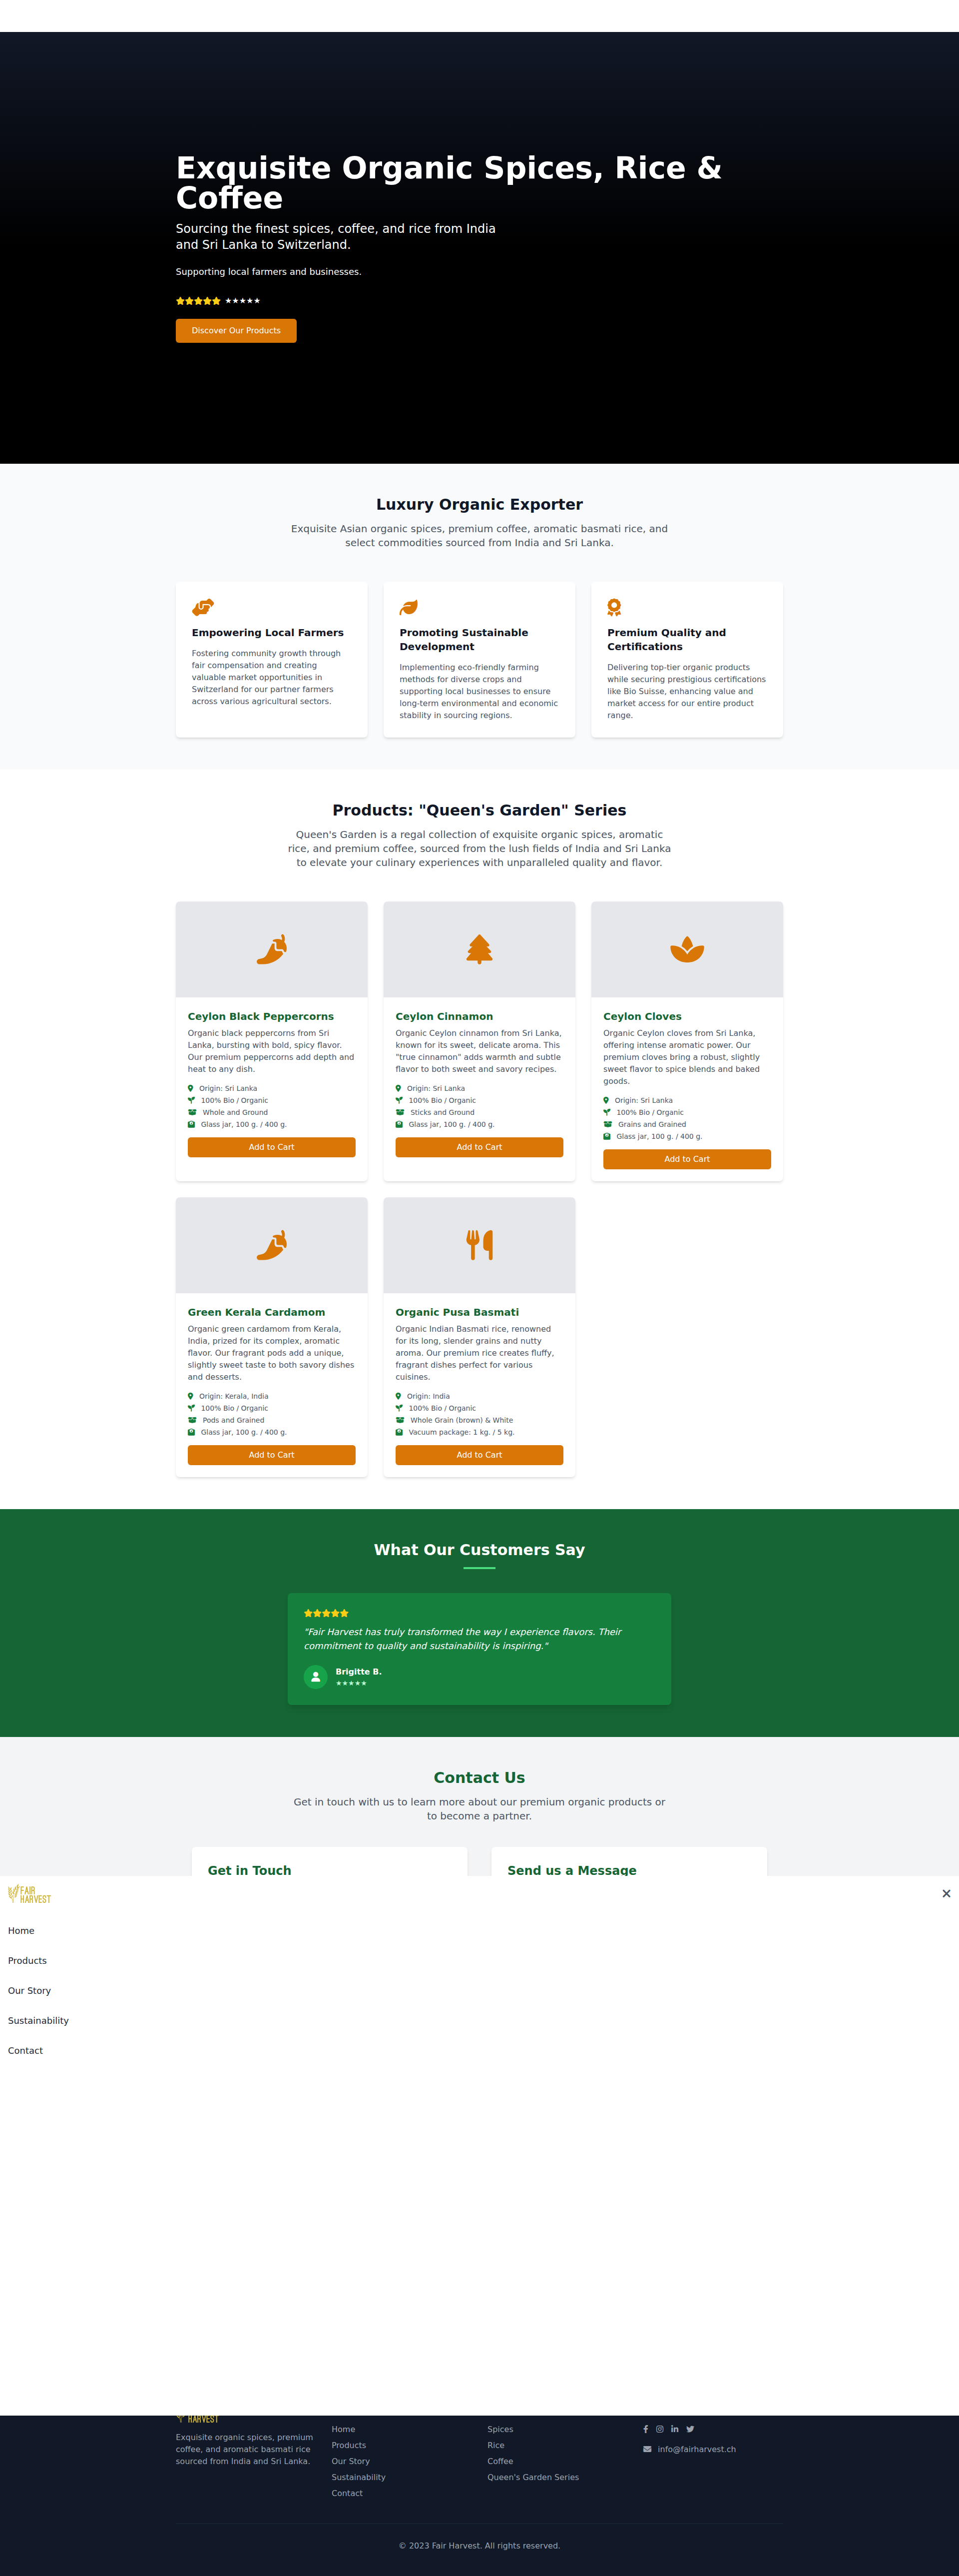 Exquisite Organic Spices, Rice &
Coffee
Sourcing the finest spices, coffee, and rice from India
and Sri Lanka to Switzerland.
Supporting local farmers and businesses.
★★★★★
Discover Our Products
Luxury Organic Exporter
Exquisite Asian organic spices, premium coffee, aromatic basmati rice, and
select commodities sourced from India and Sri Lanka.
Empowering Local Farmers
Fostering community growth through
fair compensation and creating
valuable market opportunities in
Switzerland for our partner farmers
across various agricultural sectors.
Promoting Sustainable
Development
Implementing eco-friendly farming
methods for diverse crops and
supporting local businesses to ensure
long-term environmental and economic
stability in sourcing regions.
Premium Quality and
Certifications
Delivering top-tier organic products
while securing prestigious certifications
like Bio Suisse, enhancing value and
market access for our entire product
range.
Products: "Queen's Garden" Series
Queen's Garden is a regal collection of exquisite organic spices, aromatic
rice, and premium coffee, sourced from the lush fields of India and Sri Lanka
to elevate your culinary experiences with unparalleled quality and flavor.
Ceylon Black Peppercorns
Organic black peppercorns from Sri
Lanka, bursting with bold, spicy flavor.
Our premium peppercorns add depth and
heat to any dish.
Origin: Sri Lanka
100% Bio / Organic
Whole and Ground
Glass jar, 100 g. / 400 g.
Add to Cart
Ceylon Cinnamon
Organic Ceylon cinnamon from Sri Lanka,
known for its sweet, delicate aroma. This
"true cinnamon" adds warmth and subtle
flavor to both sweet and savory recipes.
Origin: Sri Lanka
100% Bio / Organic
Sticks and Ground
Glass jar, 100 g. / 400 g.
Add to Cart
Ceylon Cloves
Organic Ceylon cloves from Sri Lanka,
offering intense aromatic power. Our
premium cloves bring a robust, slightly
sweet flavor to spice blends and baked
goods.
Origin: Sri Lanka
100% Bio / Organic
Grains and Grained
Glass jar, 100 g. / 400 g.
Add to Cart
Green Kerala Cardamom
Organic green cardamom from Kerala,
India, prized for its complex, aromatic
flavor. Our fragrant pods add a unique,
slightly sweet taste to both savory dishes
and desserts.
Origin: Kerala, India
100% Bio / Organic
Pods and Grained
Glass jar, 100 g. / 400 g.
Add to Cart
Organic Pusa Basmati
Organic Indian Basmati rice, renowned
for its long, slender grains and nutty
aroma. Our premium rice creates fluffy,
fragrant dishes perfect for various
cuisines.
Origin: India
100% Bio / Organic
Whole Grain (brown) & White
Vacuum package: 1 kg. / 5 kg.
Add to Cart
What Our Customers Say
"Fair Harvest has truly transformed the way I experience flavors. Their
commitment to quality and sustainability is inspiring."
Brigitte B.
★★★★★
Contact Us
Get in touch with us to learn more about our premium organic products or
to become a partner.
Get in Touch
Send us a Message
FAIR
HARVEST
Home
Products
Our Story
Sustainability
Contact
HARVEST
Exquisite organic spices, premium
coffee, and aromatic basmati rice
sourced from India and Sri Lanka.
Home
Products
Our Story
Sustainability
Contact
Spices
Rice
Coffee
Queen's Garden Series
info@fairharvest.ch
© 2023 Fair Harvest. All rights reserved.